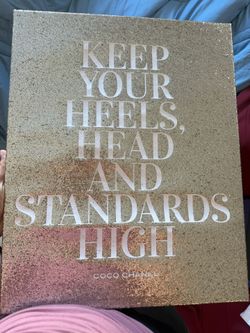 KEEP
YOUR
HEELS,
HEAD
AND
STANDARDS
HIGH
COCO CHANEL